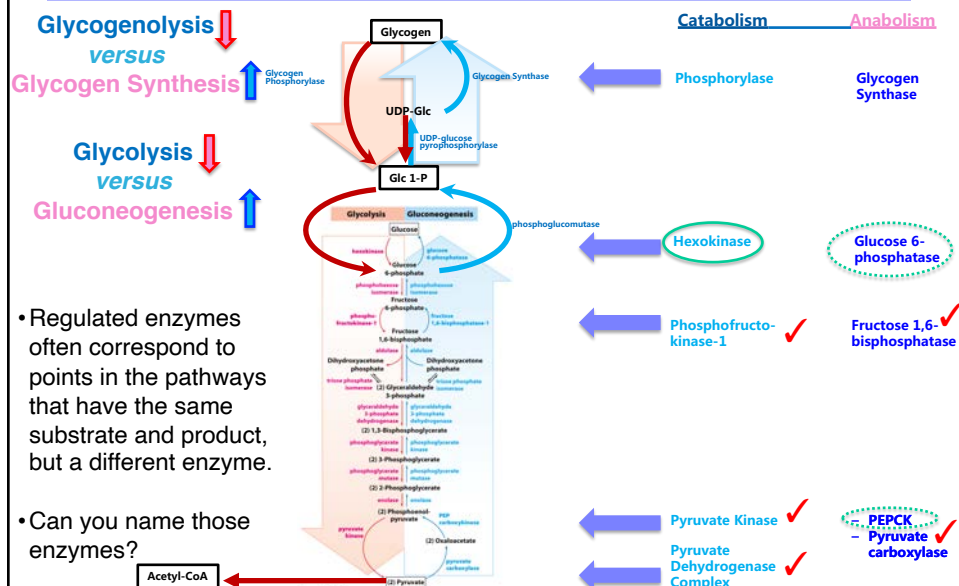 Glycogenolysis
versus
Glycogen Synthesis
Glycogen
Phosphorylase
Glycolysis
versus
Gluconeogenesis
•Regulated enzymes
often correspond to
points in the pathways
that have the same
substrate and product,
but a different enzyme.
•Can you name those
enzymes?
Acetyl-CoA
Glycogen
Glycogen Synthase
UDP-Glc
UDP-glucose
pyrophosphorylase
Glc 1-P
phosphoglucomutase
Glycolysis
Gluconeogenesis
Glucose
hexokinase
glucose
6-phosphatase
Glucose
6-phosphate
phosphohexose
isomerase
phosphohexose
isomerase
Fructose
6-phosphate
phospho-
fructokinase-1
fructose
1,6-bisphosphatase-1
Fructose
1,6-bisphosphate
aldolase
aldolase
Dihydroxyacetone
phosphate
Dihydroxyacetone
phosphate
triose phosphate
isomerase
triose phosphate
isomerase
(2) Glyceraldehyde
3-phosphate
glyceraldehyde
3-phosphate
dehydrogenase
glyceraldehyde
3-phosphate
dehydrogenase
(2) 1,3-Bisphosphoglycerate
phosphoglycerate
kinase
phosphoglycerate
kinase
(2) 3-Phosphoglycerate
phosphoglycerate
mutase
phosphoglycerate
mutase
(2) 2-Phosphoglycerate
enolase
enolase
(2) Phosphoenol-
pyruvate
PEP
carboxykinase
pyruvate
kinase
(2) Oxaloacetate
pyruvate
carboxylase
(2) Pyruvate
Catabolism
Anabolism
Phosphorylase
Glycogen
Synthase
Hexokinase
Glucose 6-
phosphatase
Phosphofructo-
kinase-1
Fructose 1,6-
bisphosphatase
Pyruvate Kinase
– PEPCK
– Pyruvate
carboxylase
Pyruvate
Dehydrogenase
Complex